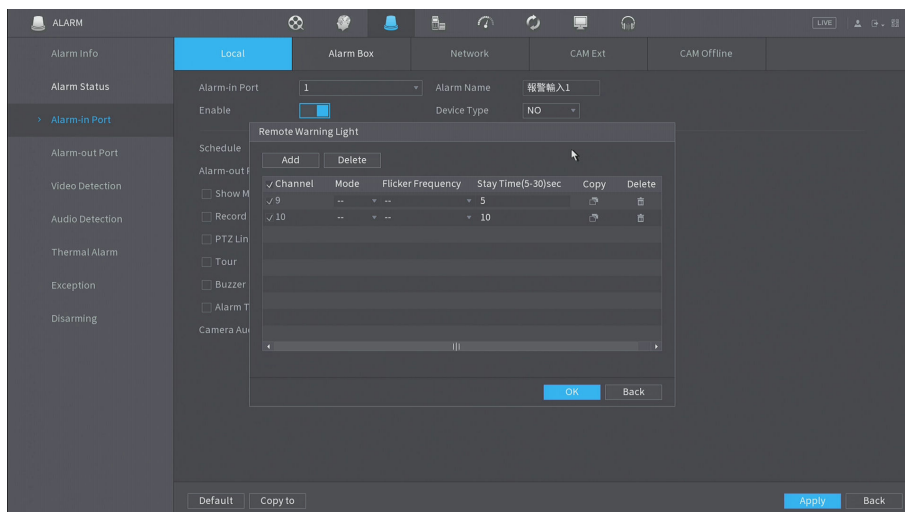 ALARM LIVE
Alarm Info
Alarm Status
Alarm-in Port
Alarm-out Port
Video Detection
Audio Detection
Thermal Alarm
Exception
Disarming
Local Alarm Box Network CAM Ext CAM Offline
Alarm-in Port 1 Alarm Name 報警輸入1
Enable Device Type NO
Schedule
Alarm-out P
Show M
Record
PTZ Lin
Tour
Buzzer
Alarm T
Camera Aud
Remote Warning Light
Add Delete
Channel Mode Flicker Frequency Stay Time(5-30)sec Copy Delete
9 -- -- 5
10 -- -- 10
OK Back
Default Copy to Apply Back